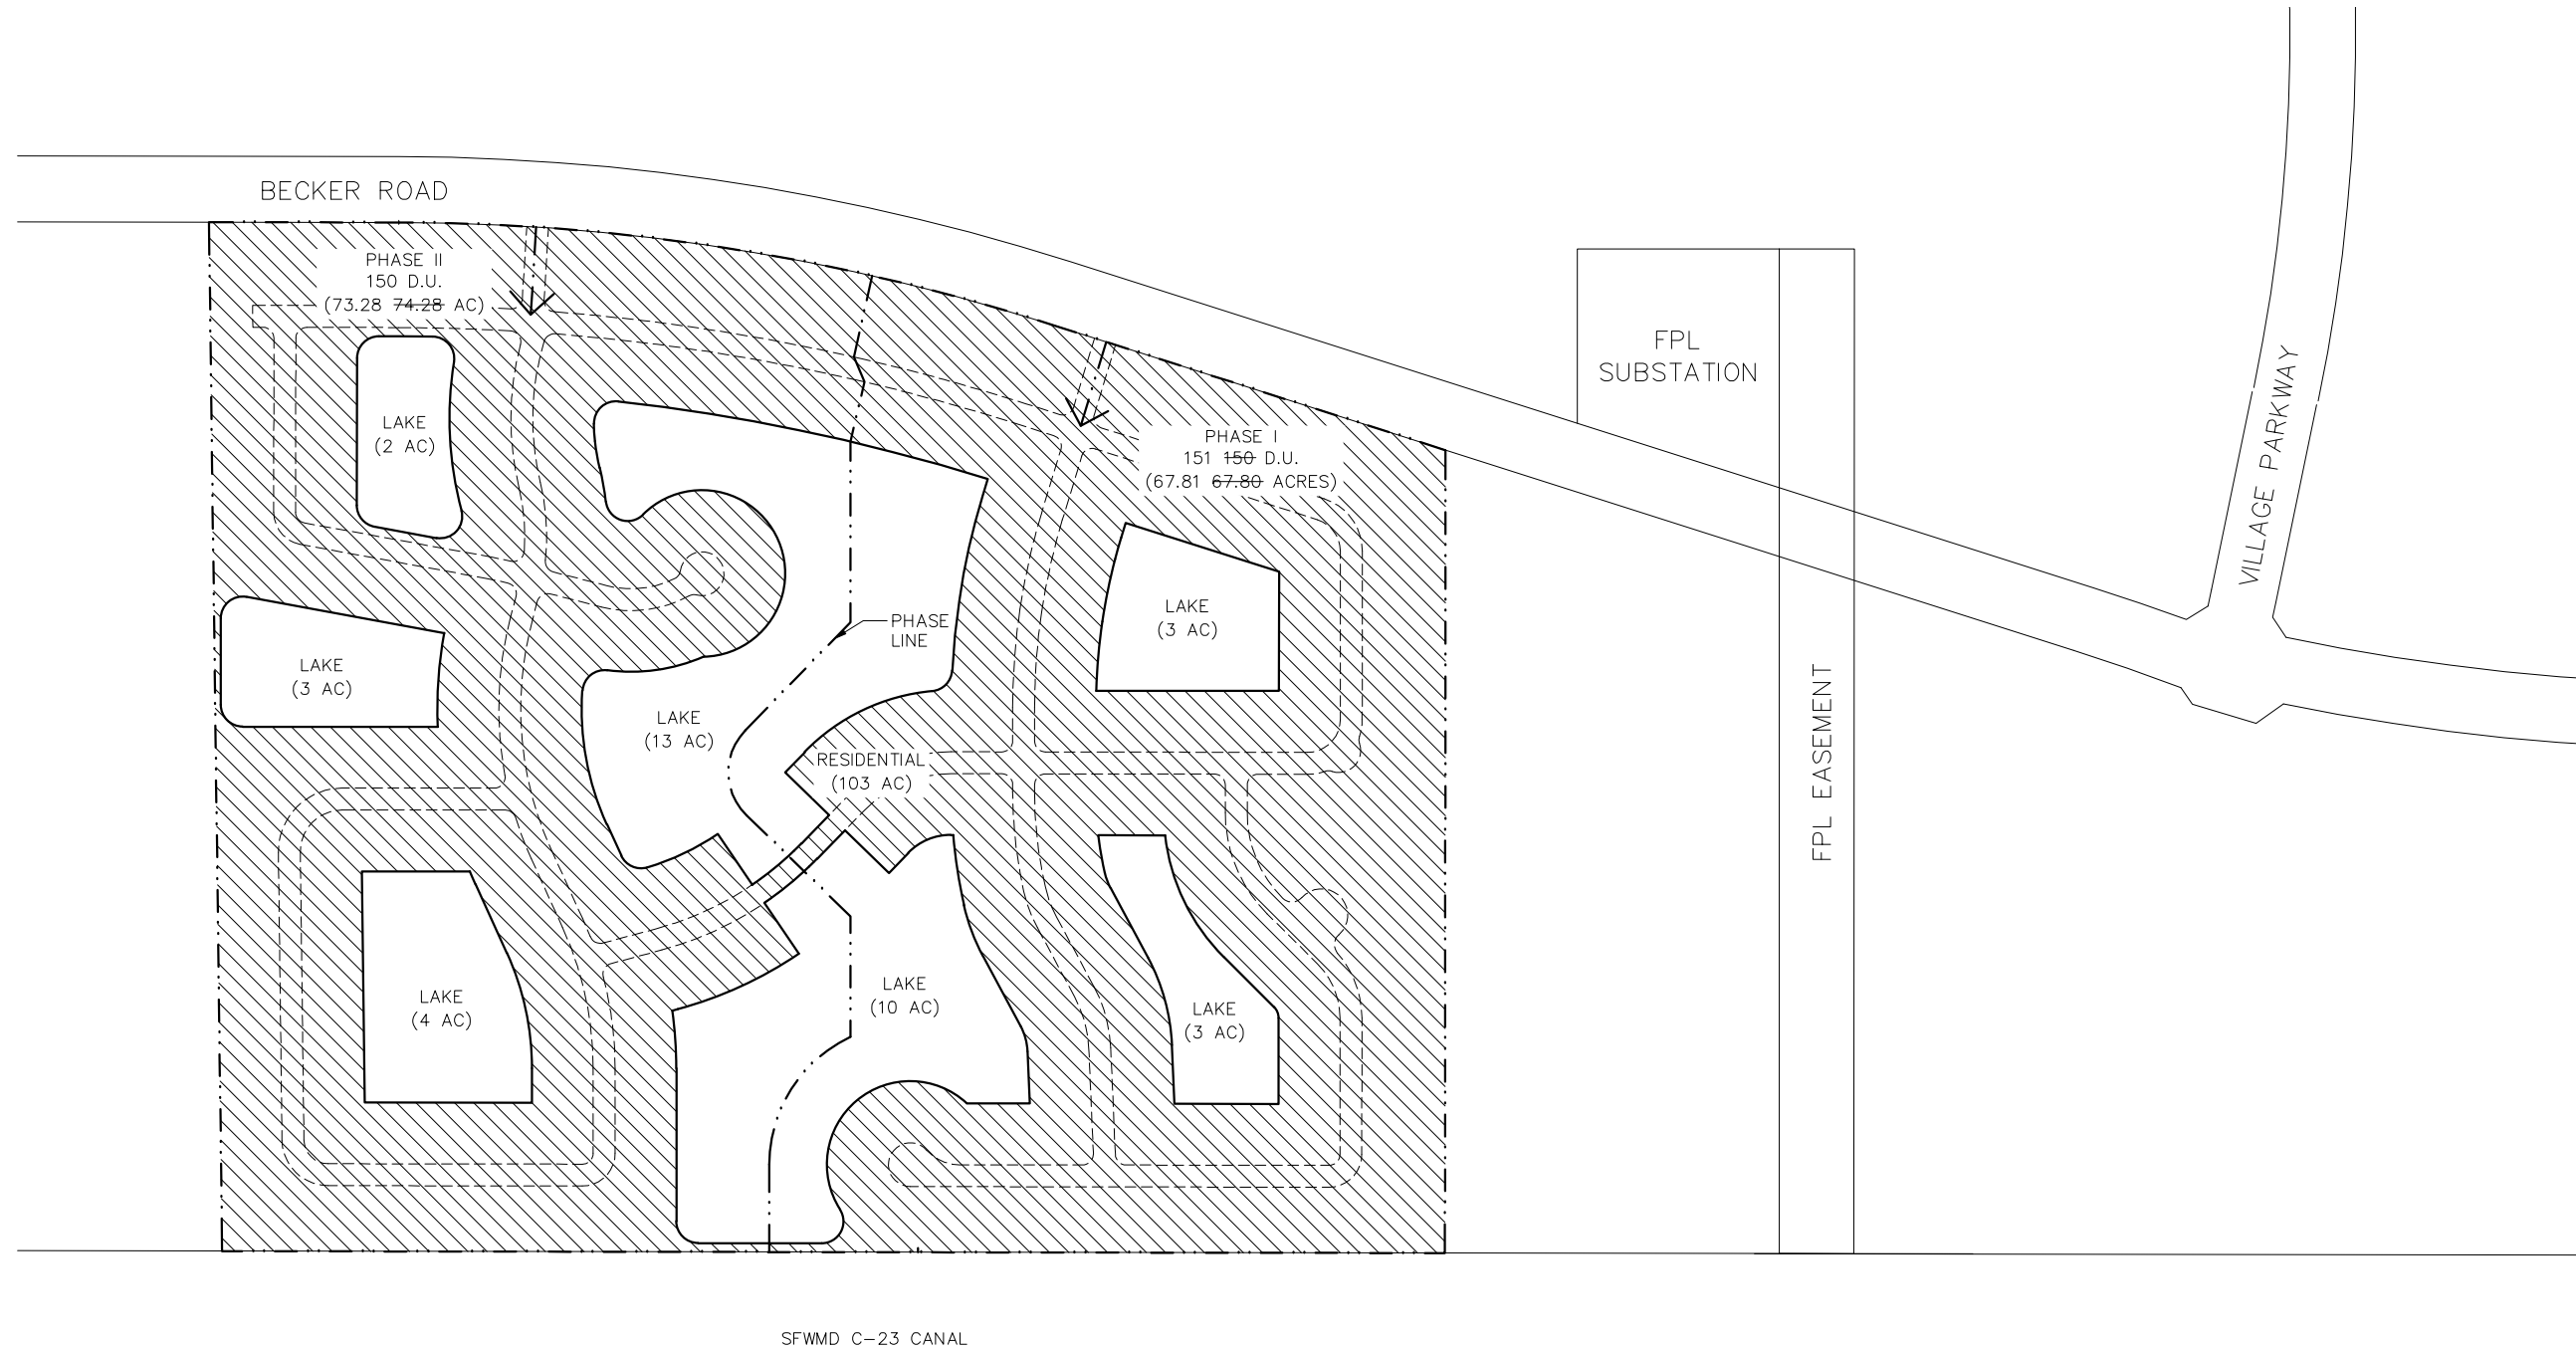 BECKER ROAD
PHASE II
150 D.U.
(73.28 74.28 AC)
FPL
SUBSTATION
VILLAGE PARKWAY
LAKE
(2 AC)
PHASE I
151 150 D.U.
(67.81 67.80 ACRES)
LAKE
(3 AC)
PHASE
LINE
LAKE
(3 AC)
LAKE
(13 AC)
RESIDENTIAL
(103 AC)
FPL EASEMENT
LAKE
(4 AC)
LAKE
(10 AC)
LAKE
(3 AC)
SFWMD C-23 CANAL